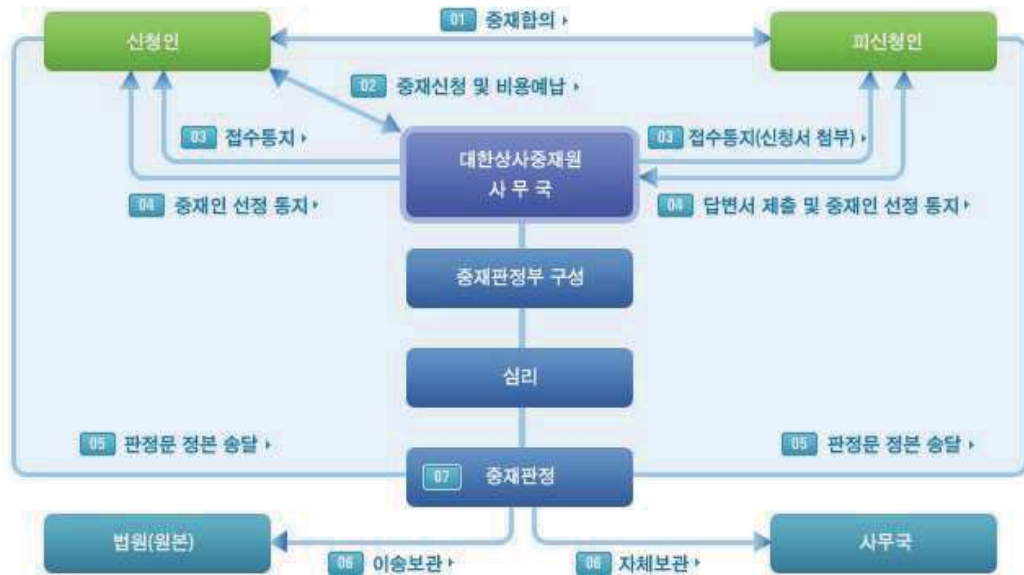 01 중재합의
신청인
피신청인
02 중재신청 및 비용예납
03 접수통지
03 접수통지(신청서 첨부)
대한상사중재원
사 무 국
04 중재인 선정 통지
04 답변서 제출 및 중재인 선정 통지
중재판정부 구성
심리
05 판정문 정본 송달
05 판정문 정본 송달
07 중재판정
법원(원본)
사무국
06 이송보관
06 자체보관